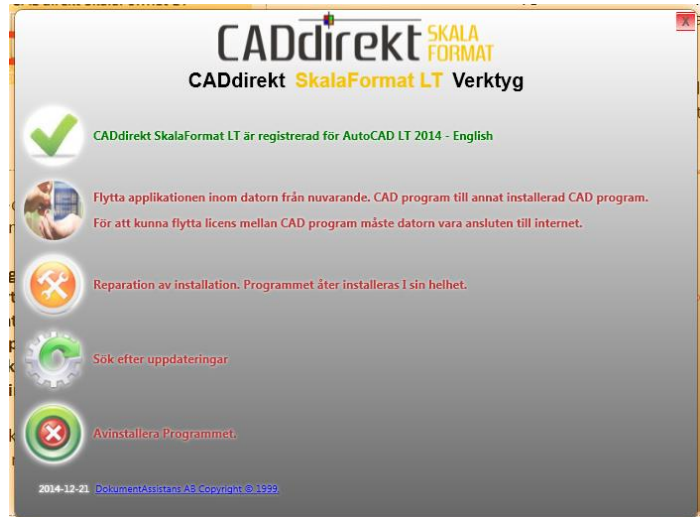 CADdirekt SKALA FORMAT
CADdirekt SkalaFormat LT Verktyg
CADdirekt SkalaFormat LT är registrerad för AutoCAD LT 2014 - English
Flytta applikationen inom datorn från nuvarande. CAD program till annat installerad CAD program.
För att kunna flytta licens mellan CAD program måste datorn vara ansluten till internet.
Reparation av installation. Programmet åter installeras I sin helhet.
Sök efter uppdateringar
Avinstallera Programmet.
2014-12-21 DokumentAssistans AB Copyright © 1999